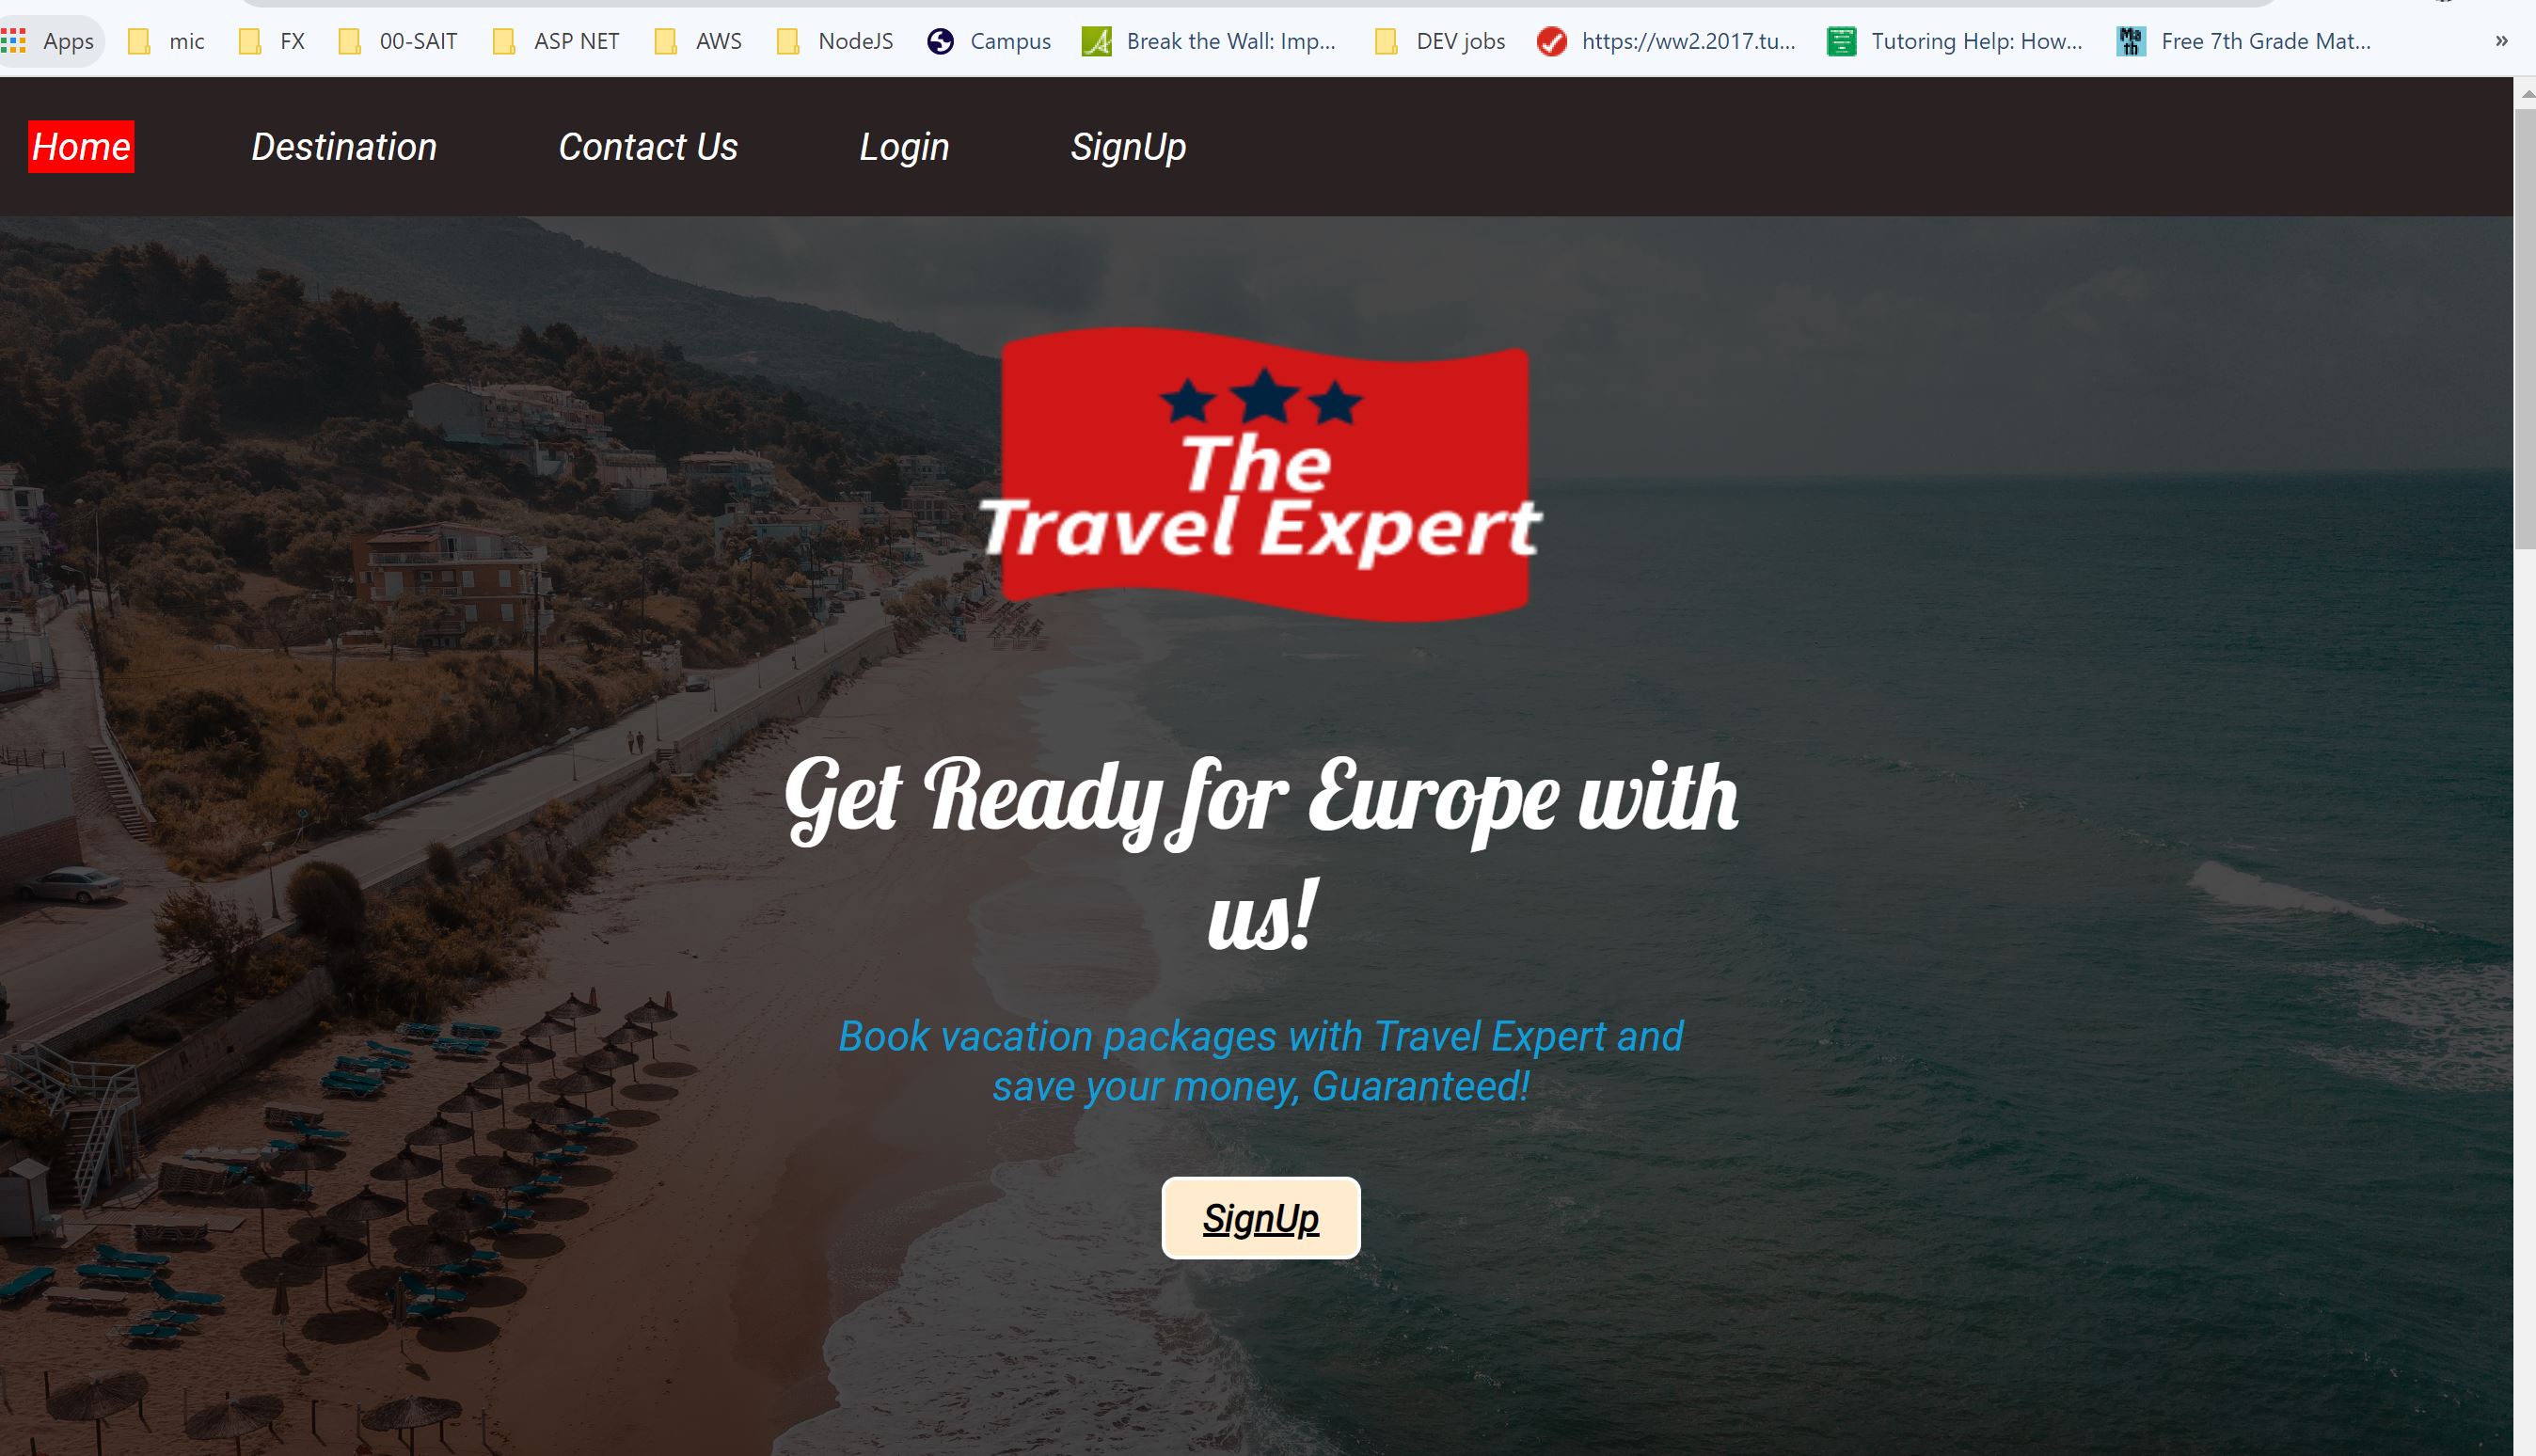 Apps mic FX 00-SAIT ASP NET AWS NodeJS Campus Break the Wall: Imp... DEV jobs https://ww2.2017.tu... Tutoring Help: How... Math Free 7th Grade Mat... »
Home Destination Contact Us Login SignUp
The
Travel Expert
Get Ready for Europe with
us!
Book vacation packages with Travel Expert and
save your money, Guaranteed!
SignUp